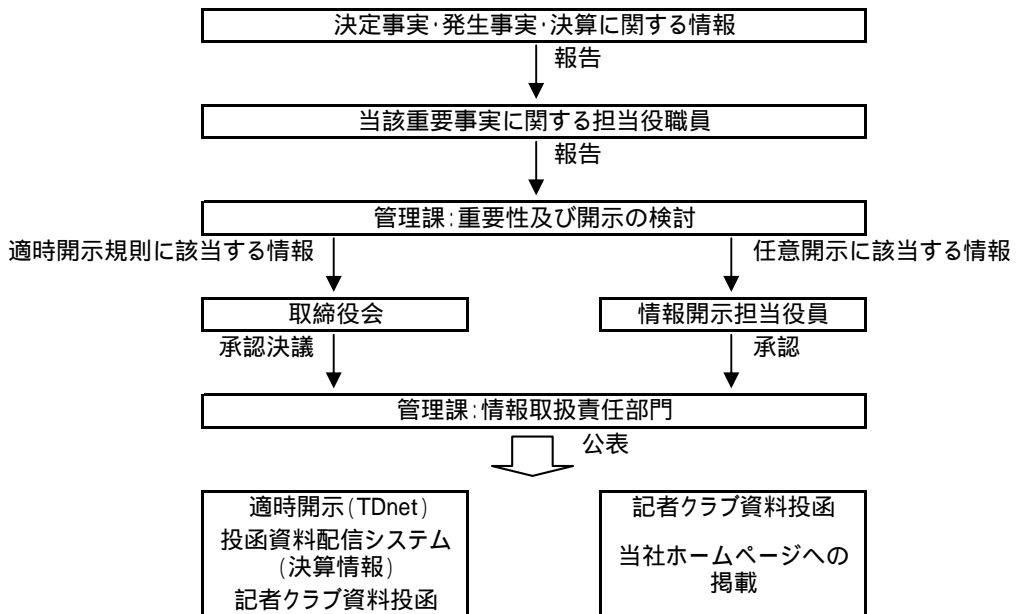 決定事実・発生事実・決算に関する情報
報告
当該重要事実に関する担当役職員
報告
管理課:重要性及び開示の検討
適時開示規則に該当する情報
任意開示に該当する情報
取締役会
情報開示担当役員
承認決議
承認
管理課:情報取扱責任部門
公表
適時開示(TDnet)
投函資料配信システム
(決算情報)
記者クラブ資料投函
記者クラブ資料投函
当社ホームページへの
掲載